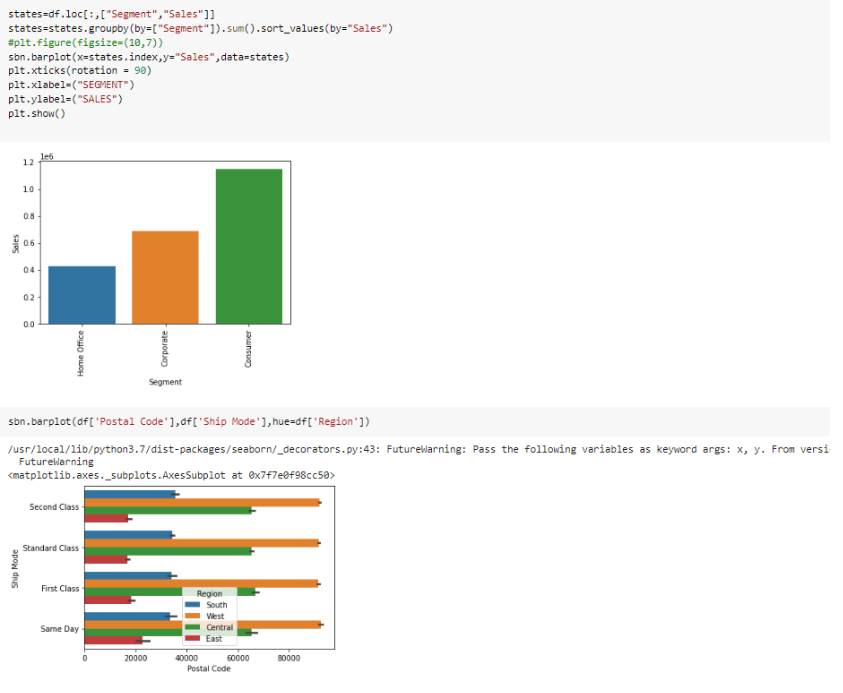 states=df.loc[:,["Segment","Sales"]]
states=states.groupby(by=["Segment"]).sum().sort_values(by="Sales")
#plt.figure(figsize=(10,7))
sbn.barplot(x=states.index,y="Sales",data=states)
plt.xticks(rotation = 90)
plt.xlabel=("SEGMENT")
plt.ylabel=("SALES")
plt.show()
1e6
1.2
1.0
0.8
0.6
0.4
0.2
0.0
Sales
Home Office
Corporate
Consumer
Segment
sbn.barplot(df['Postal Code'],df['Ship Mode'],hue=df['Region'])
/usr/local/lib/python3.7/dist-packages/seaborn/_decorators.py:43: FutureWarning: Pass the following variables as keyword args: x, y. From versi
FutureWarning
<matplotlib.axes._subplots.AxesSubplot at 0x7f7e0f98cc50>
Ship Mode
Second Class
Standard Class
First Class
Same Day
Region
South
West
Central
East
0 20000 40000 60000 80000
Postal Code